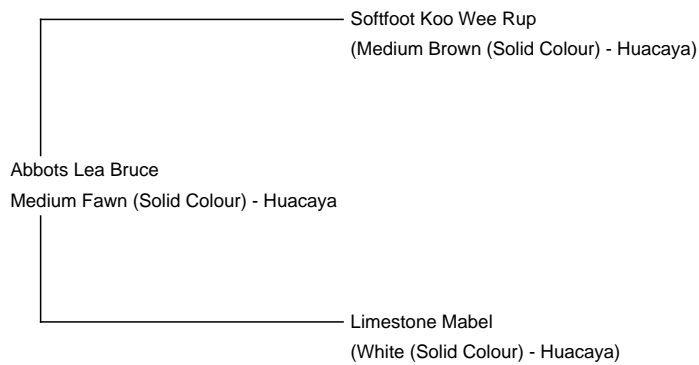 Softfoot Koo Wee Rup
(Medium Brown (Solid Colour) - Huacaya)
Abbots Lea Bruce
Medium Fawn (Solid Colour) - Huacaya
Limestone Mabel
(White (Solid Colour) - Huacaya)